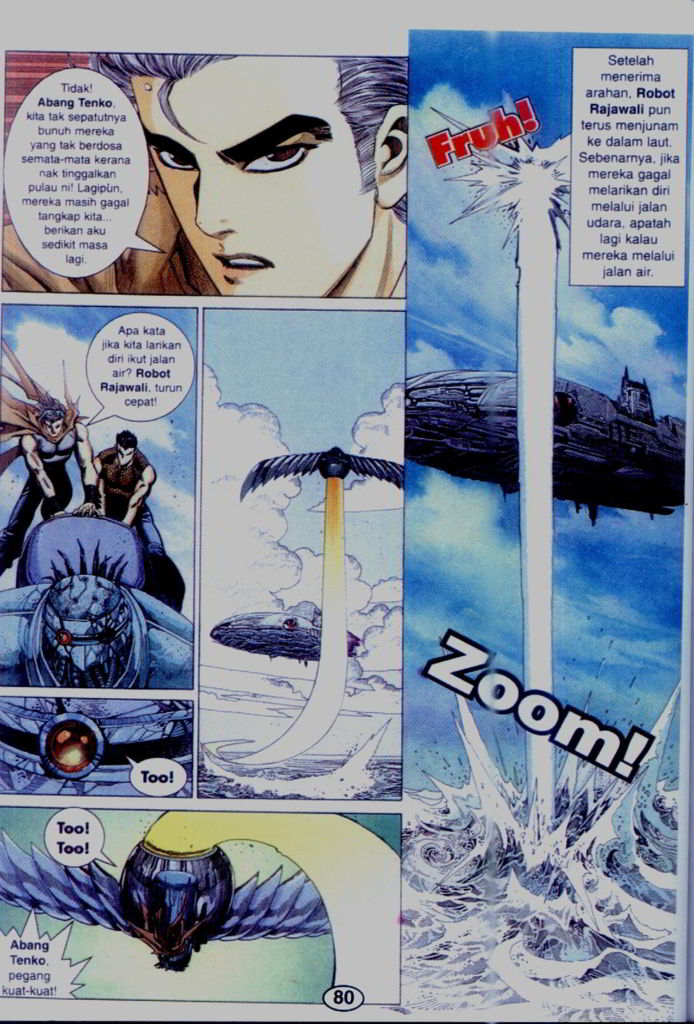 Tidak!
Abang Tenko,
kita tak sepatutnya
bunuh mereka
yang tak berdosa
semata-mata kerana
nak tinggalkan
pulau ni! Lagipun,
mereka masih gagal
tangkap kita...
berikan aku
sedikit masa
lagi.
Apa kata
jika kita larikan
diri ikut jalan
air? Robot
Rajawali, turun
cepat!
Too!
Too!
Too!
Abang
Tenko,
pegang
kuat-kuat!
Setelah
menerima
arahan, Robot
Rajawali pun
terus menjunam
ke dalam laut.
Sebenarnya, jika
mereka gagal
melarikan diri
melalui jalan
udara, apatah
lagi kalau
mereka melalui
jalan air.
Fruh!
Zoom!
80